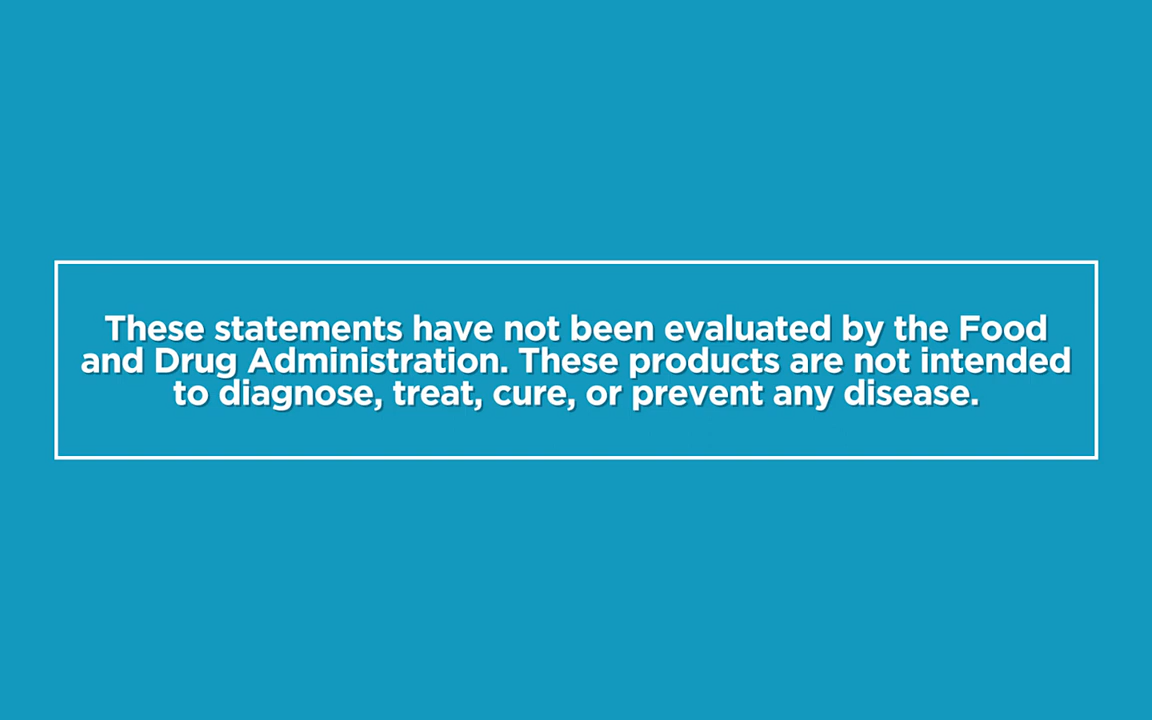 These statements have not been evaluated by the Food
and Drug Administration. These products are not intended
to diagnose, treat, cure, or prevent any disease.